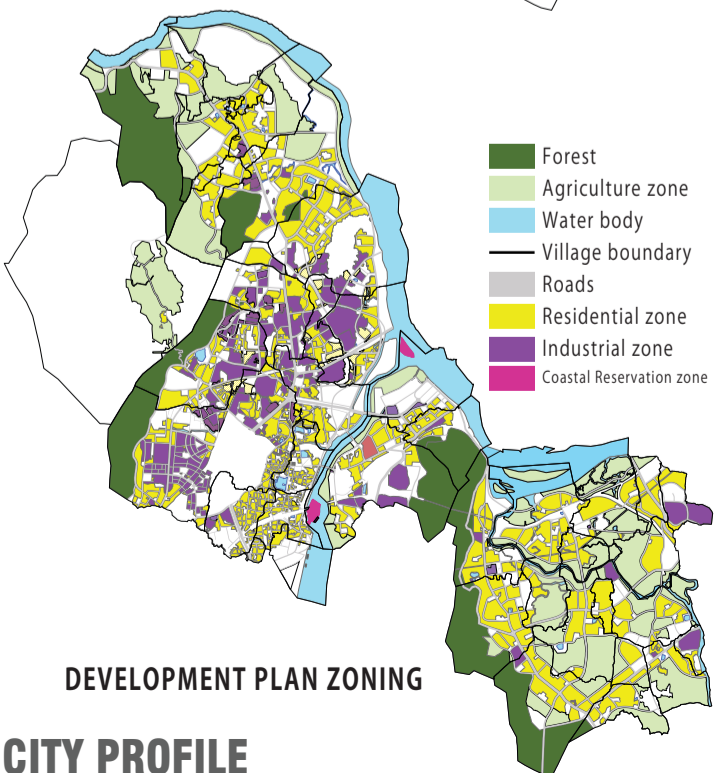 Forest
Agriculture zone
Water body
Village boundary
Roads
Residential zone
Industrial zone
Coastal Reservation zone
DEVELOPMENT PLAN ZONING
CITY PROFILE